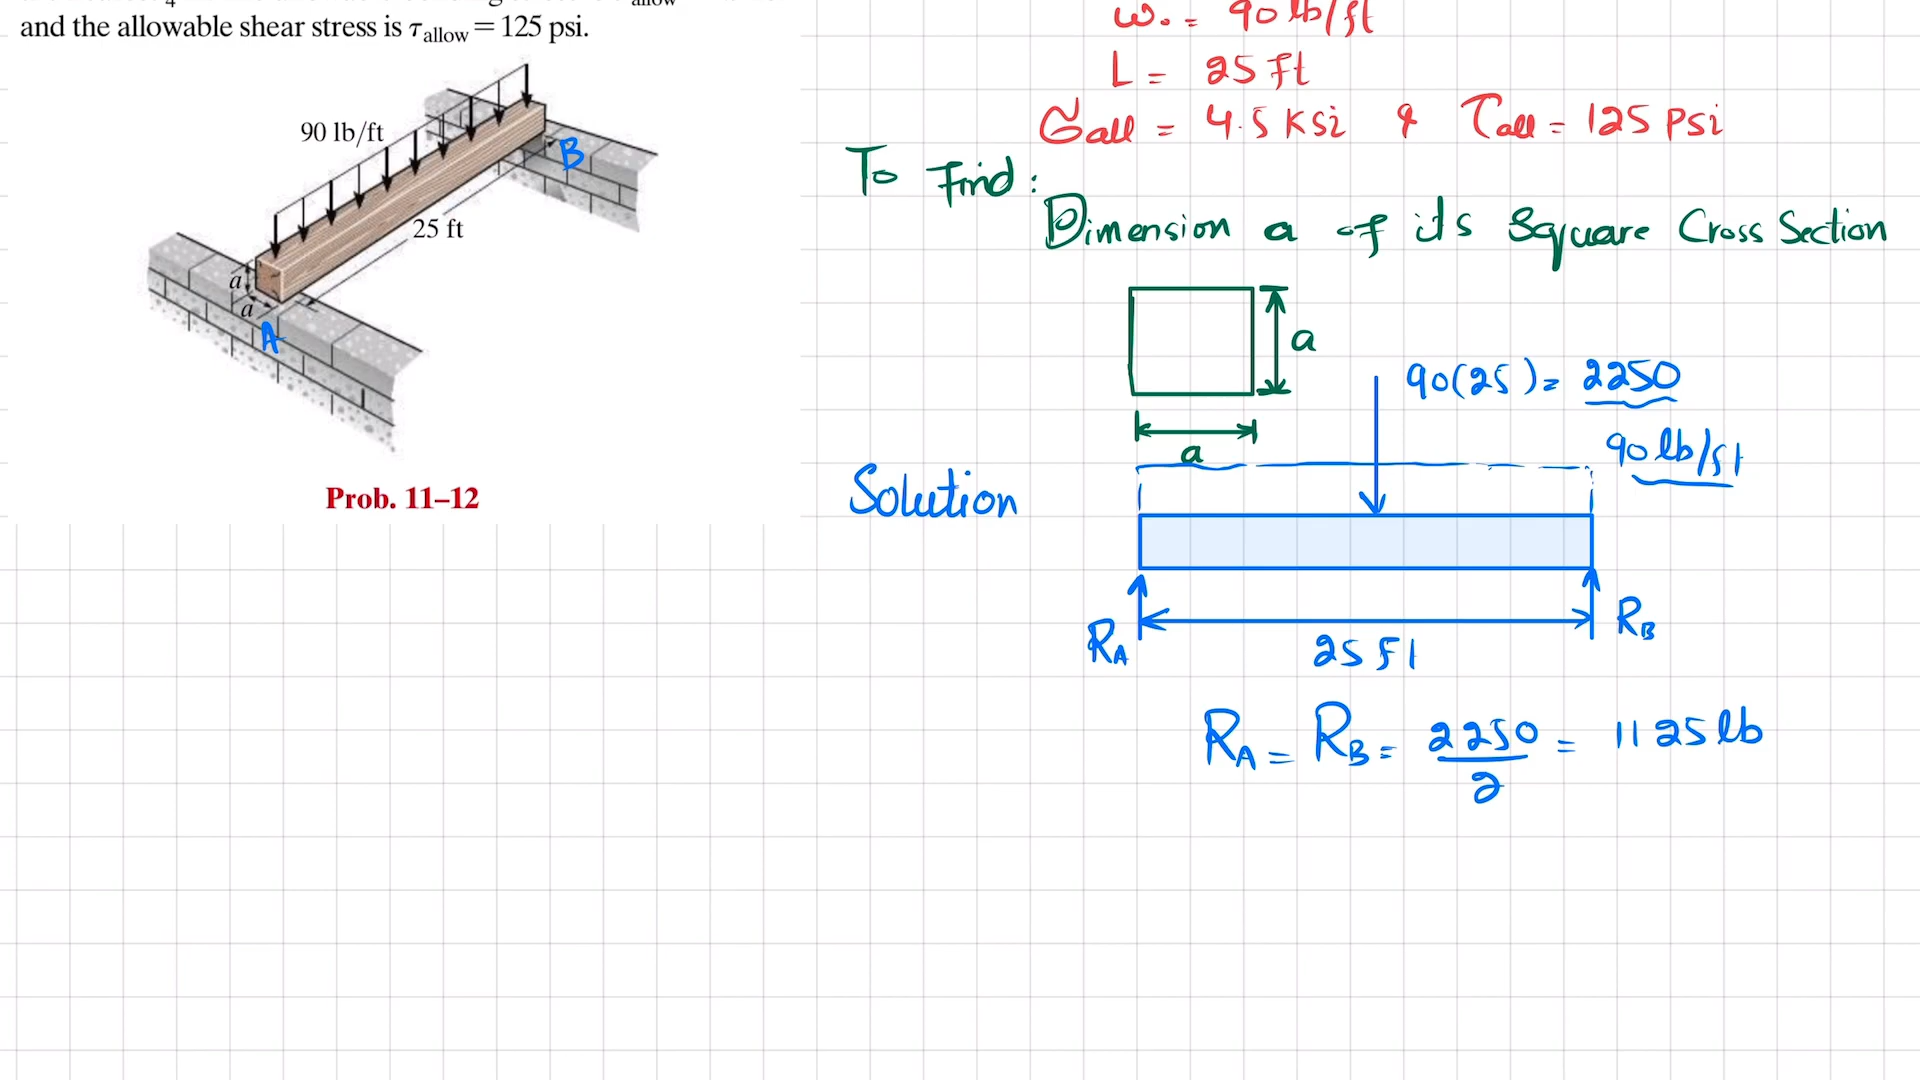 and the allowable shear stress is τallow = 125 psi.
90 lb/ft
B
25 ft
a
a
A
Prob. 11–12
w₀ = 90 lb/ft
L = 25 ft
σall = 4.5 ksi & τall = 125 psi
To Find:
Dimension a of its Square Cross Section
a
a
90(25) = 2250
90 lb/ft
Solution
RA
RB
25 ft
RA = RB = 2250/2 = 1125 lb